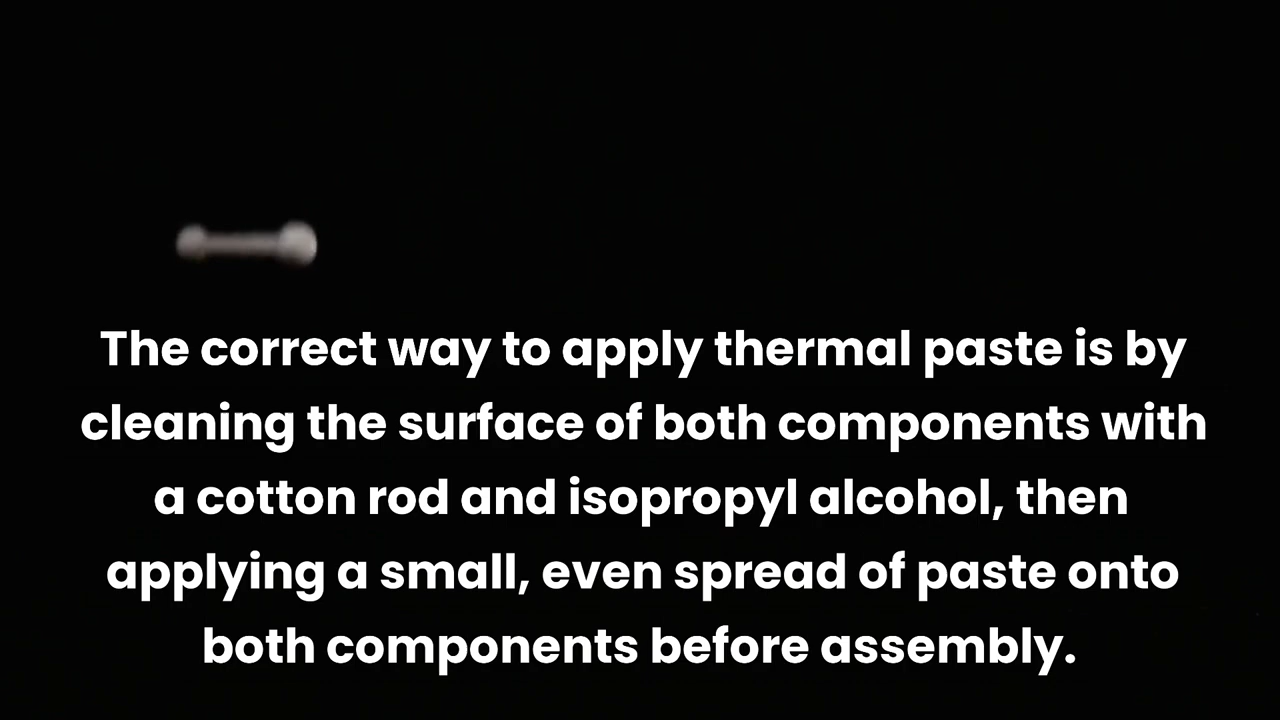 The correct way to apply thermal paste is by
cleaning the surface of both components with
a cotton rod and isopropyl alcohol, then
applying a small, even spread of paste onto
both components before assembly.